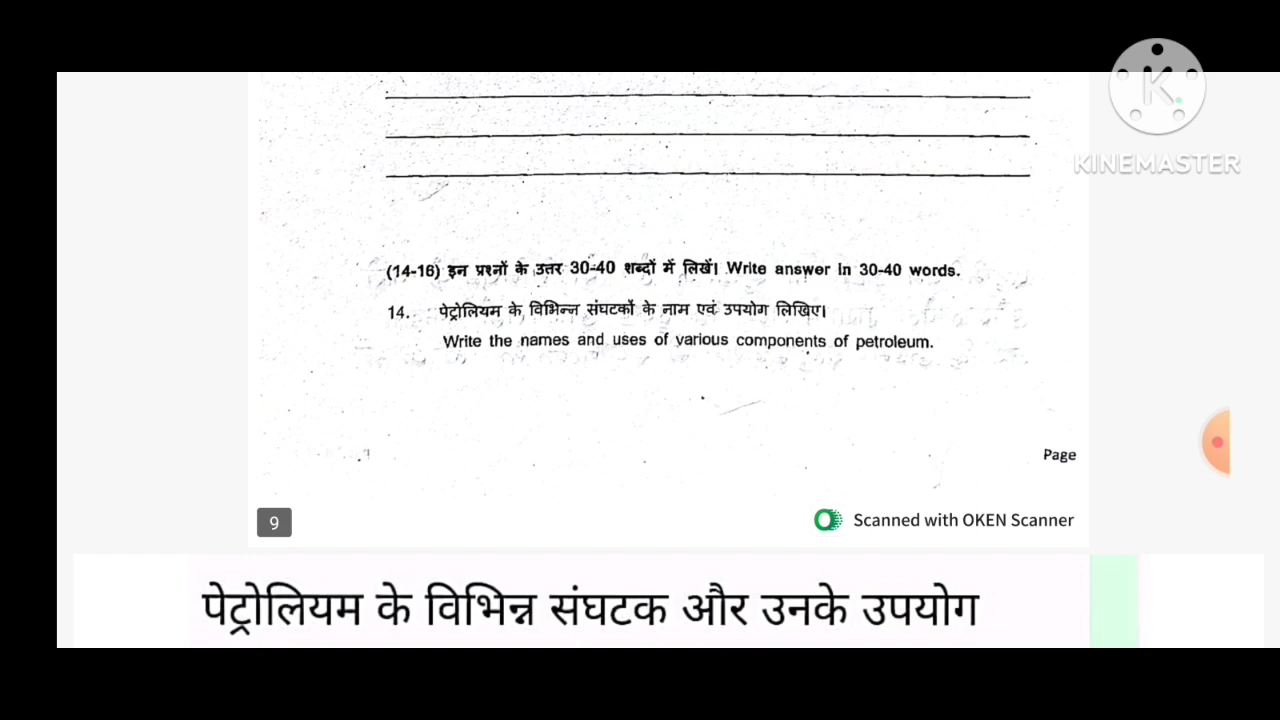 KINEMASTER
(14-16) इन प्रश्नों के उत्तर 30-40 शब्दों में लिखें। Write answer in 30-40 words.
14. पेट्रोलियम के विभिन्न संघटकों के नाम एवं उपयोग लिखिए।
Write the names and uses of various components of petroleum.
Page
9
Scanned with OKEN Scanner
पेट्रोलियम के विभिन्न संघटक और उनके उपयोग